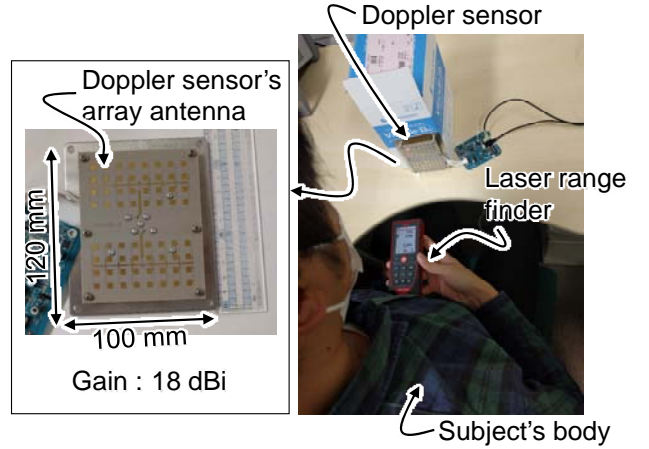 Doppler sensor
Doppler sensor's
array antenna
Laser range
finder
120 mm
100 mm
Gain : 18 dBi
Subject's body